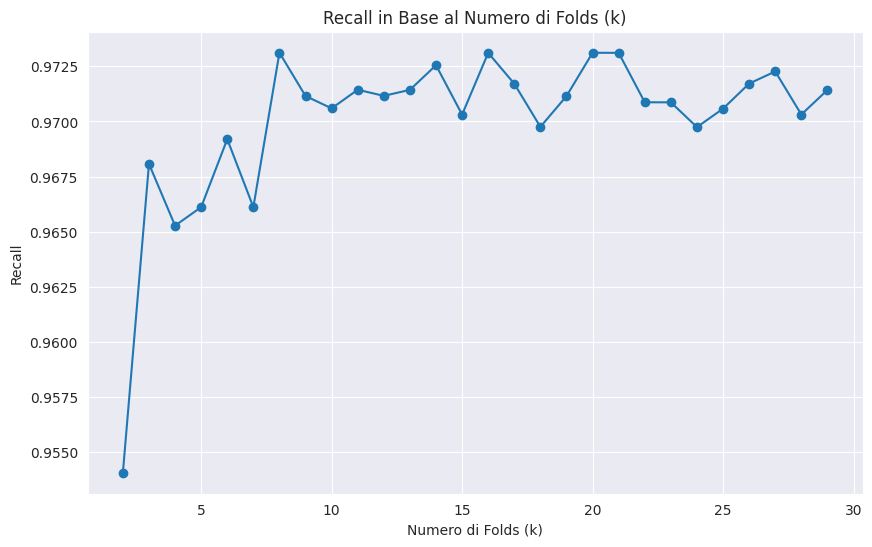 Recall in Base al Numero di Folds (k)
Recall
0.9725
0.9700
0.9675
0.9650
0.9625
0.9600
0.9575
0.9550
5 10 15 20 25 30
Numero di Folds (k)